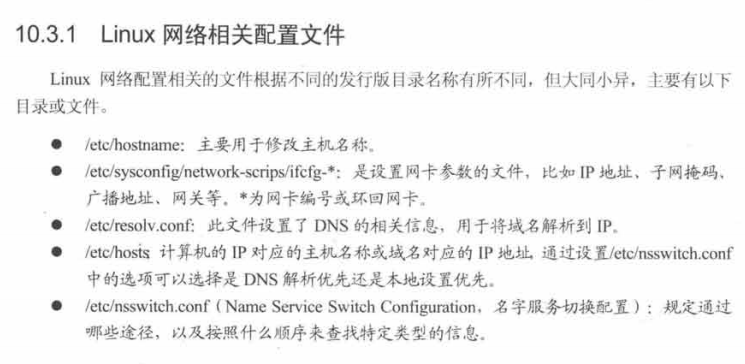 10.3.1 Linux 网络相关配置文件
Linux 网络配置相关的文件根据不同的发行版目录名称有所不同，但大同小异，主要有以下
目录或文件。
● /etc/hostname：主要用于修改主机名称。
● /etc/sysconfig/network-scrips/ifcfg-*：是设置网卡参数的文件，比如 IP 地址、子网掩码、
广播地址、网关等。*为网卡编号或环回网卡。
● /etc/resolv.conf：此文件设置了 DNS 的相关信息，用于将域名解析到 IP。
● /etc/hosts：计算机的 IP 对应的主机名称或域名对应的 IP 地址，通过设置/etc/nsswitch.conf
中的选项可以选择是 DNS 解析优先还是本地设置优先。
● /etc/nsswitch.conf（Name Service Switch Configuration，名字服务切换配置）：规定通过
哪些途径，以及按照什么顺序来查找特定类型的信息。